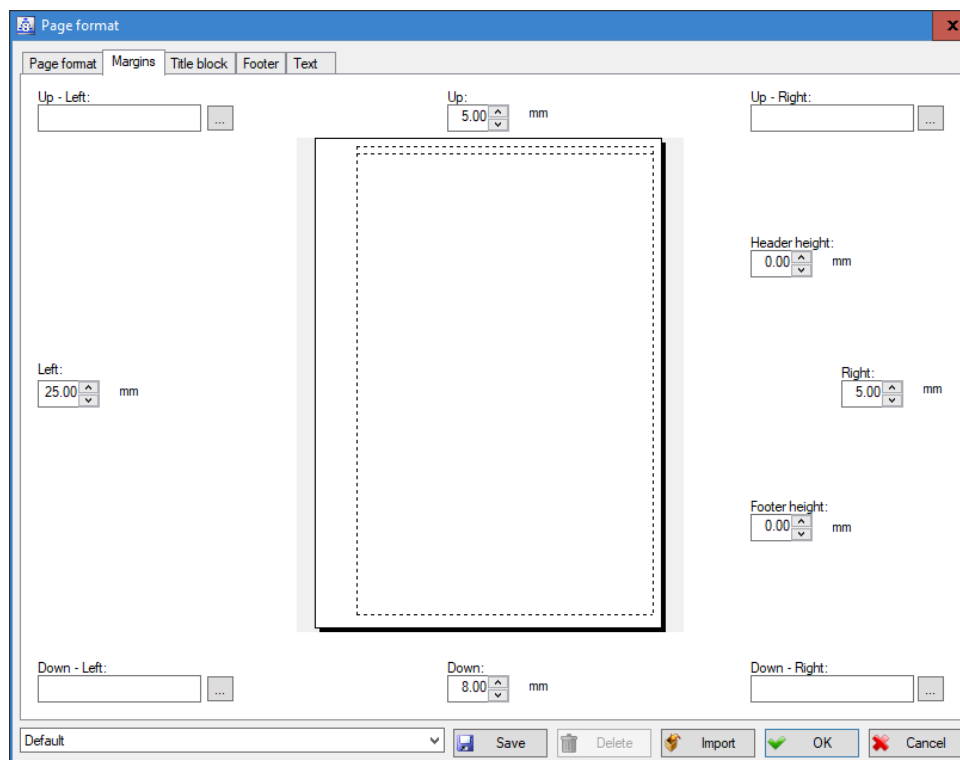 Page format
Page format Margins Title block Footer Text
Up - Left: Up: Up - Right:
... 5.00 mm ...
Header height:
0.00 mm
Left: Right:
25.00 mm 5.00 mm
Footer height:
0.00 mm
Down - Left: Down: Down - Right:
... 8.00 mm ...
Default Save Delete Import OK Cancel